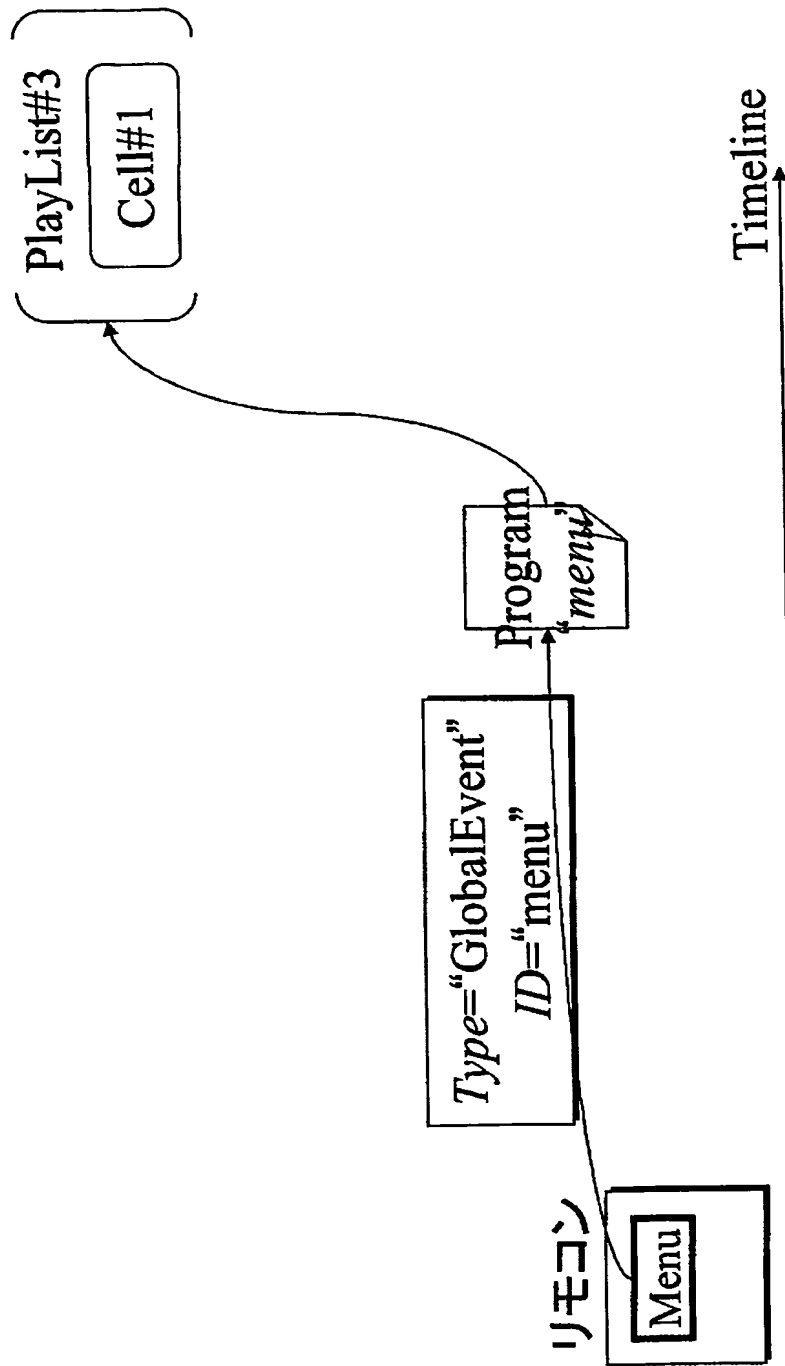 PlayList#3
Cell#1
Type=“GlobalEvent”
ID=“menu”
Program
“menu”
リモコン
Menu
Timeline